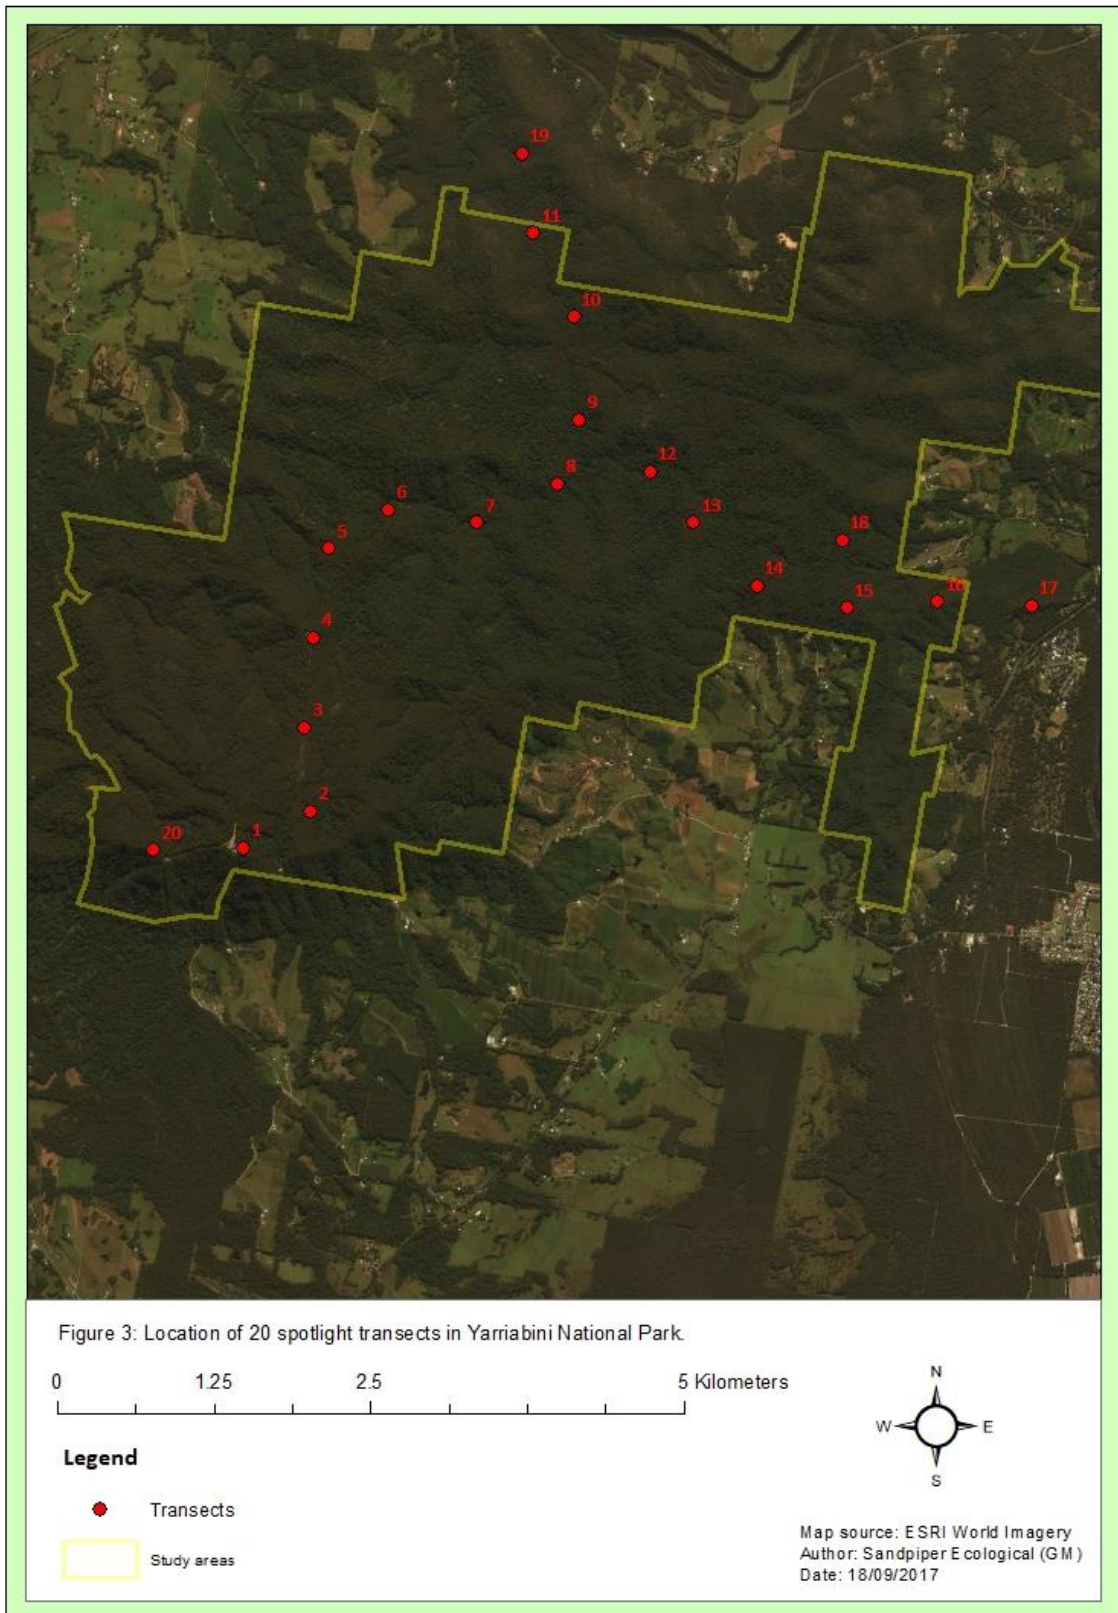 19
11
10
9
12
8
6
7
13
5
18
14
16
17
15
4
3
2
20
1
Figure 3: Location of 20 spotlight transects in Yarriabini National Park.
0 1.25 2.5 5 Kilometers
N
W E
S
Legend
Transects
Study areas
Map source: ESRI World Imagery
Author: Sandpiper Ecological (GM)
Date: 18/09/2017